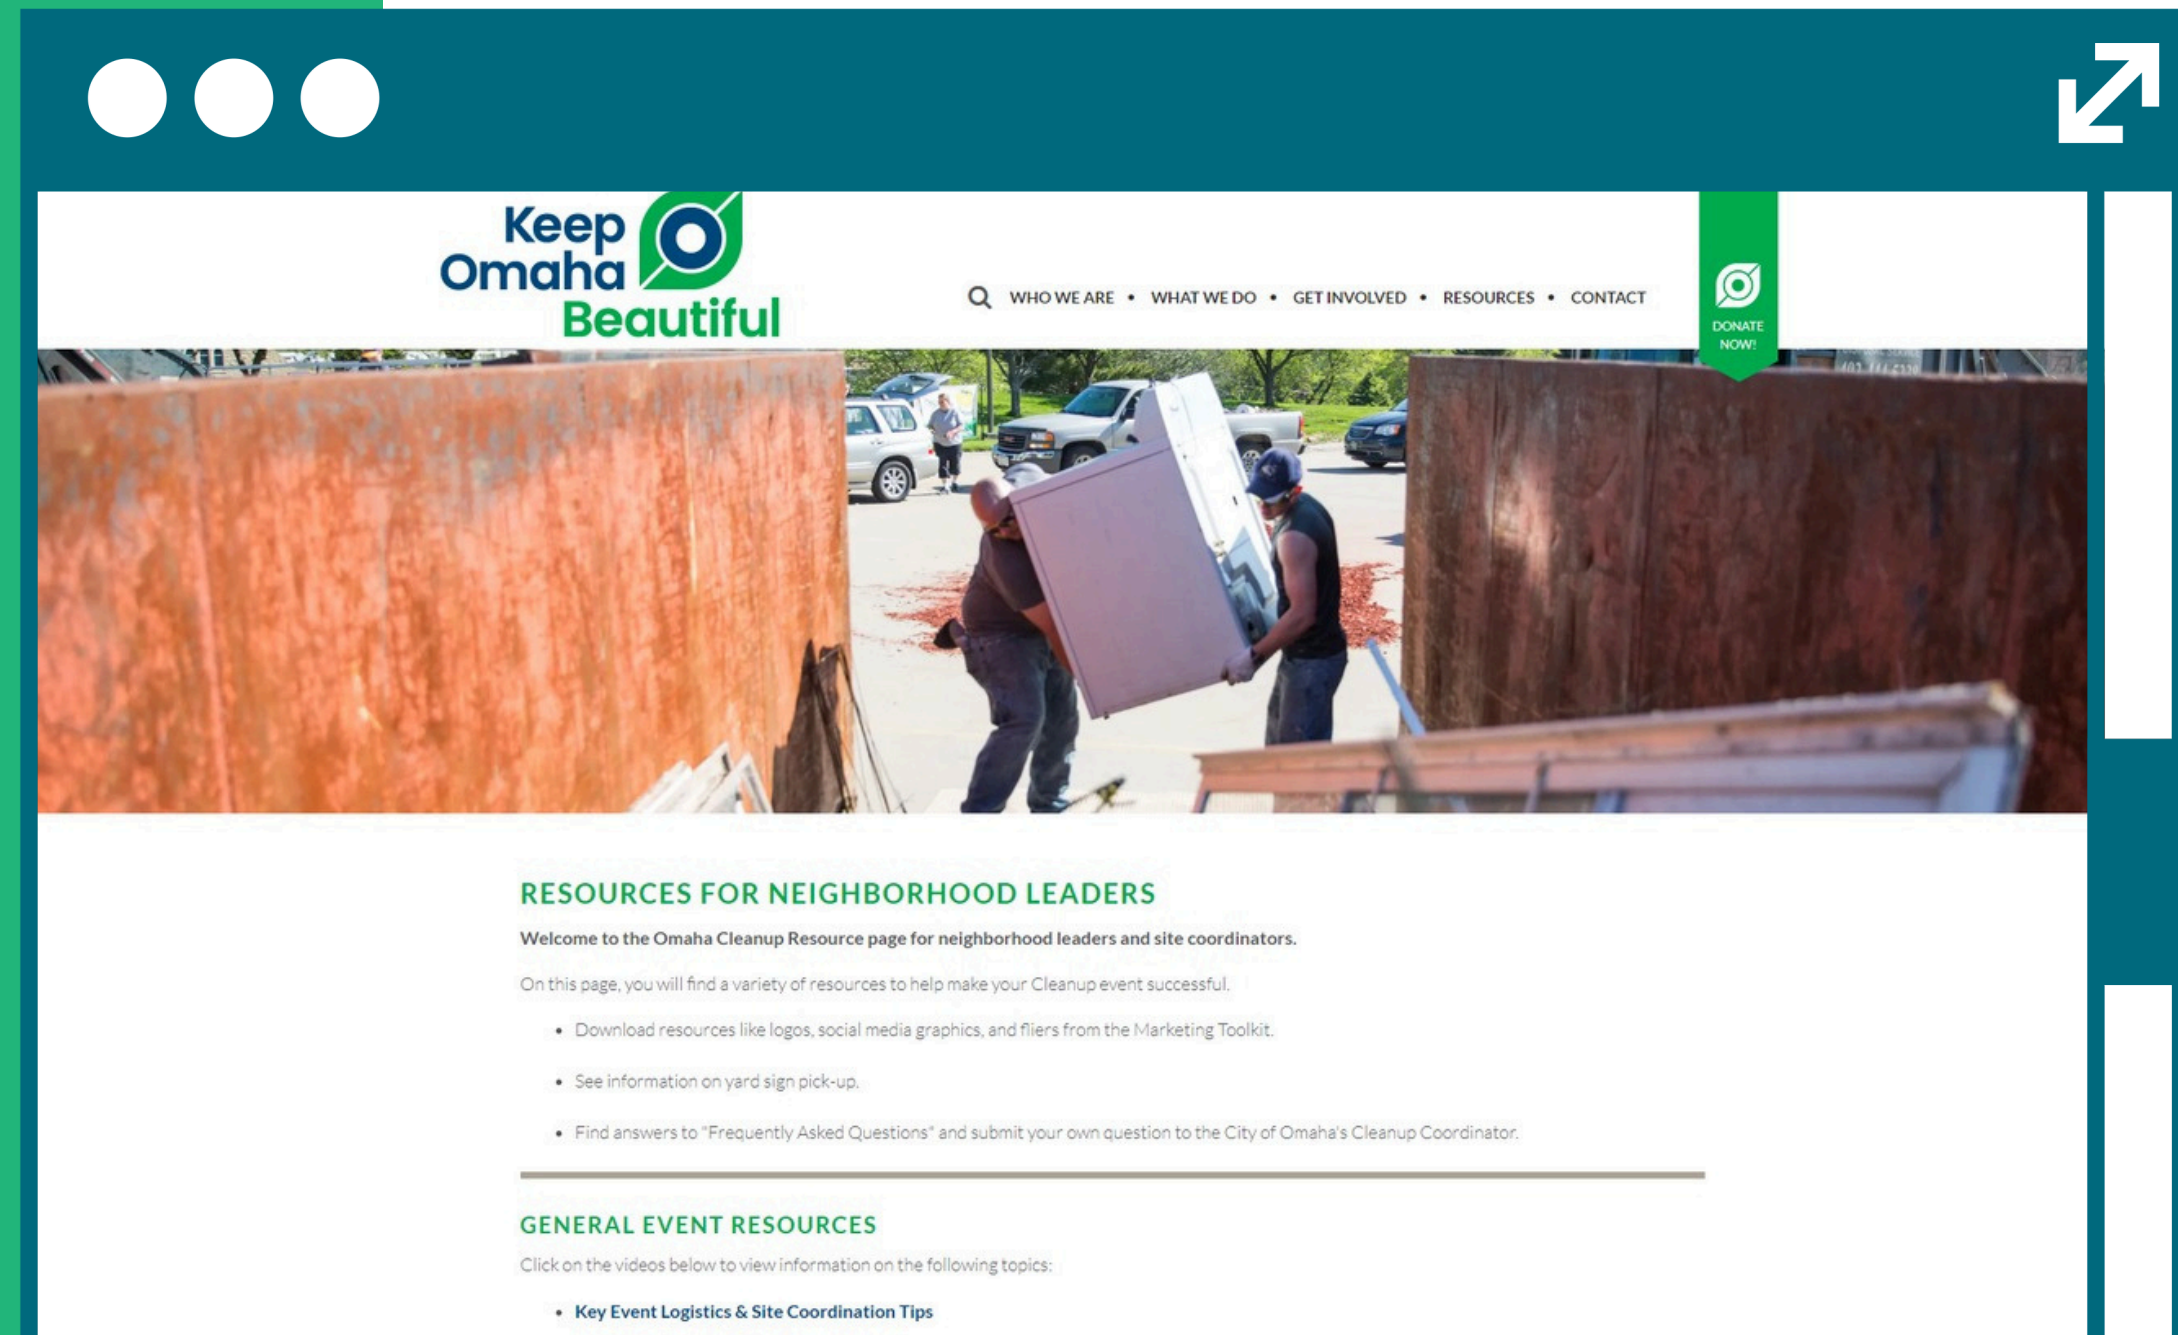 Keep
Omaha
Beautiful
WHO WE ARE • WHAT WE DO • GET INVOLVED • RESOURCES • CONTACT
DONATE
NOW!
RESOURCES FOR NEIGHBORHOOD LEADERS
Welcome to the Omaha Cleanup Resource page for neighborhood leaders and site coordinators.
On this page, you will find a variety of resources to help make your Cleanup event successful.
• Download resources like logos, social media graphics, and fliers from the Marketing Toolkit.
• See information on yard sign pick-up.
• Find answers to "Frequently Asked Questions" and submit your own question to the City of Omaha's Cleanup Coordinator.
GENERAL EVENT RESOURCES
Click on the videos below to view information on the following topics:
• Key Event Logistics & Site Coordination Tips